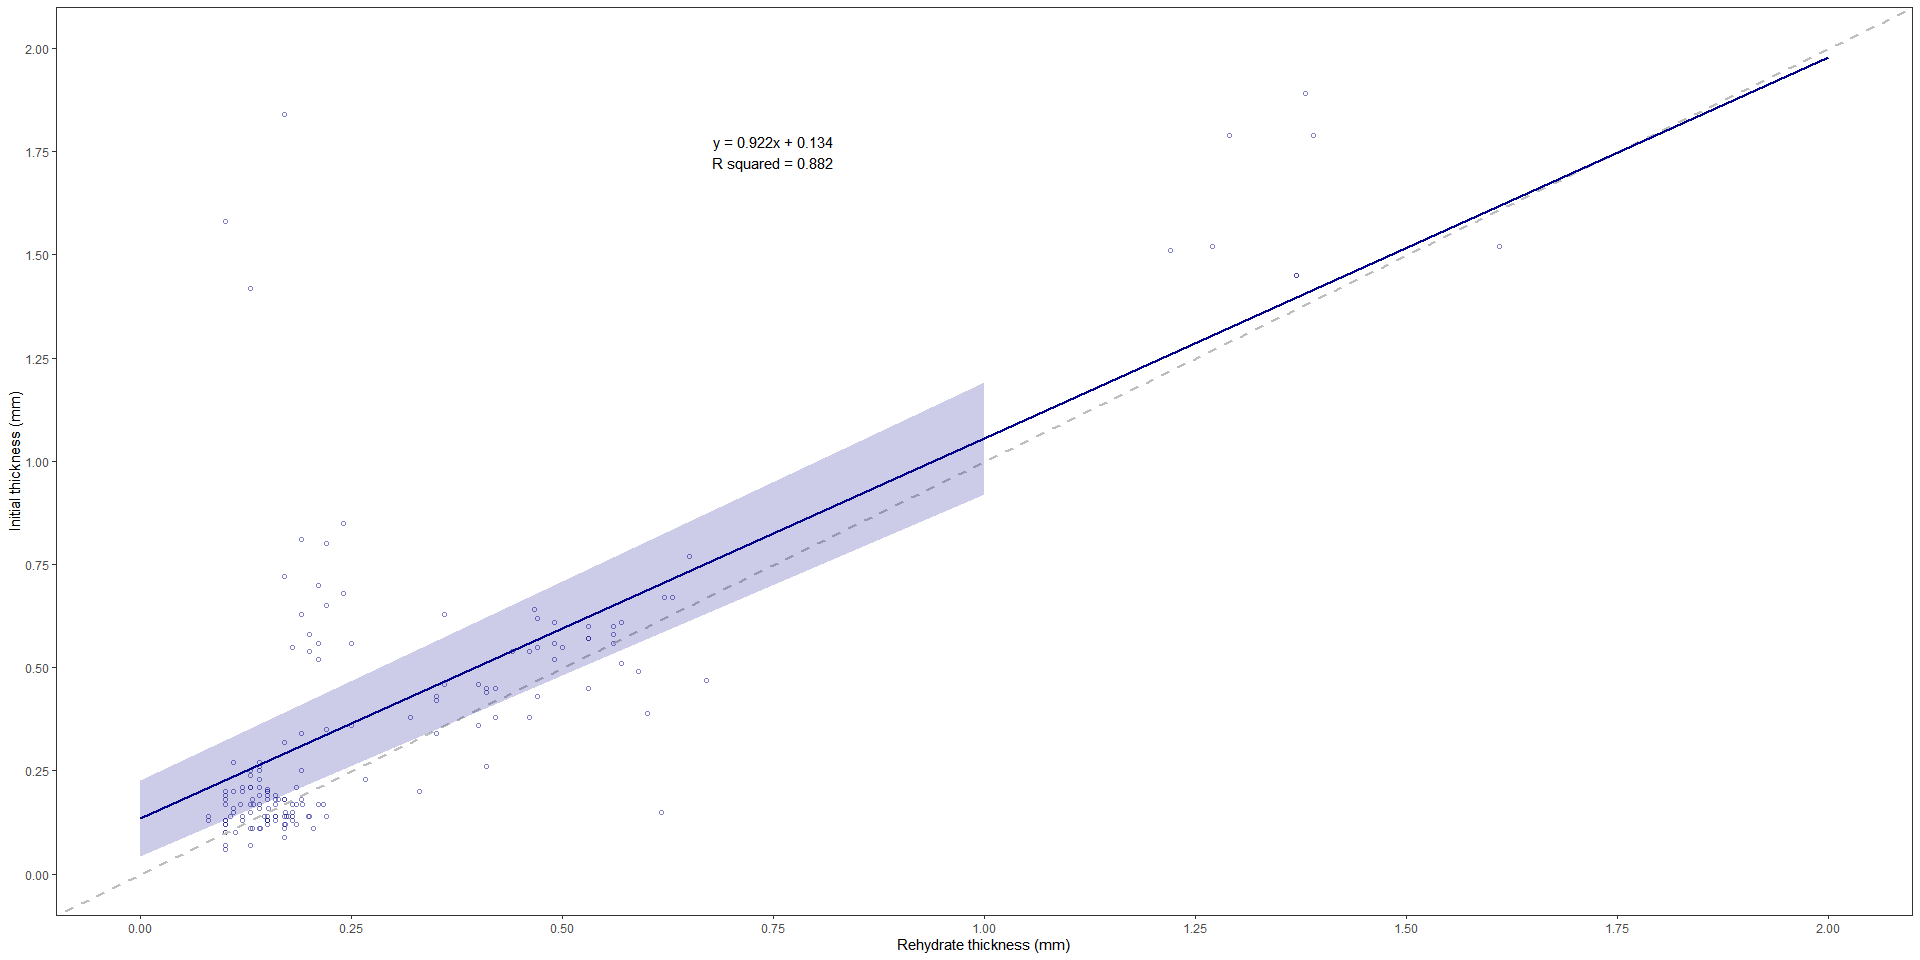 y = 0.922x + 0.134
R squared = 0.882
Initial thickness (mm)
2.00
1.75
1.50
1.25
1.00
0.75
0.50
0.25
0.00
0.00 0.25 0.50 0.75 1.00 1.25 1.50 1.75 2.00
Rehydrate thickness (mm)